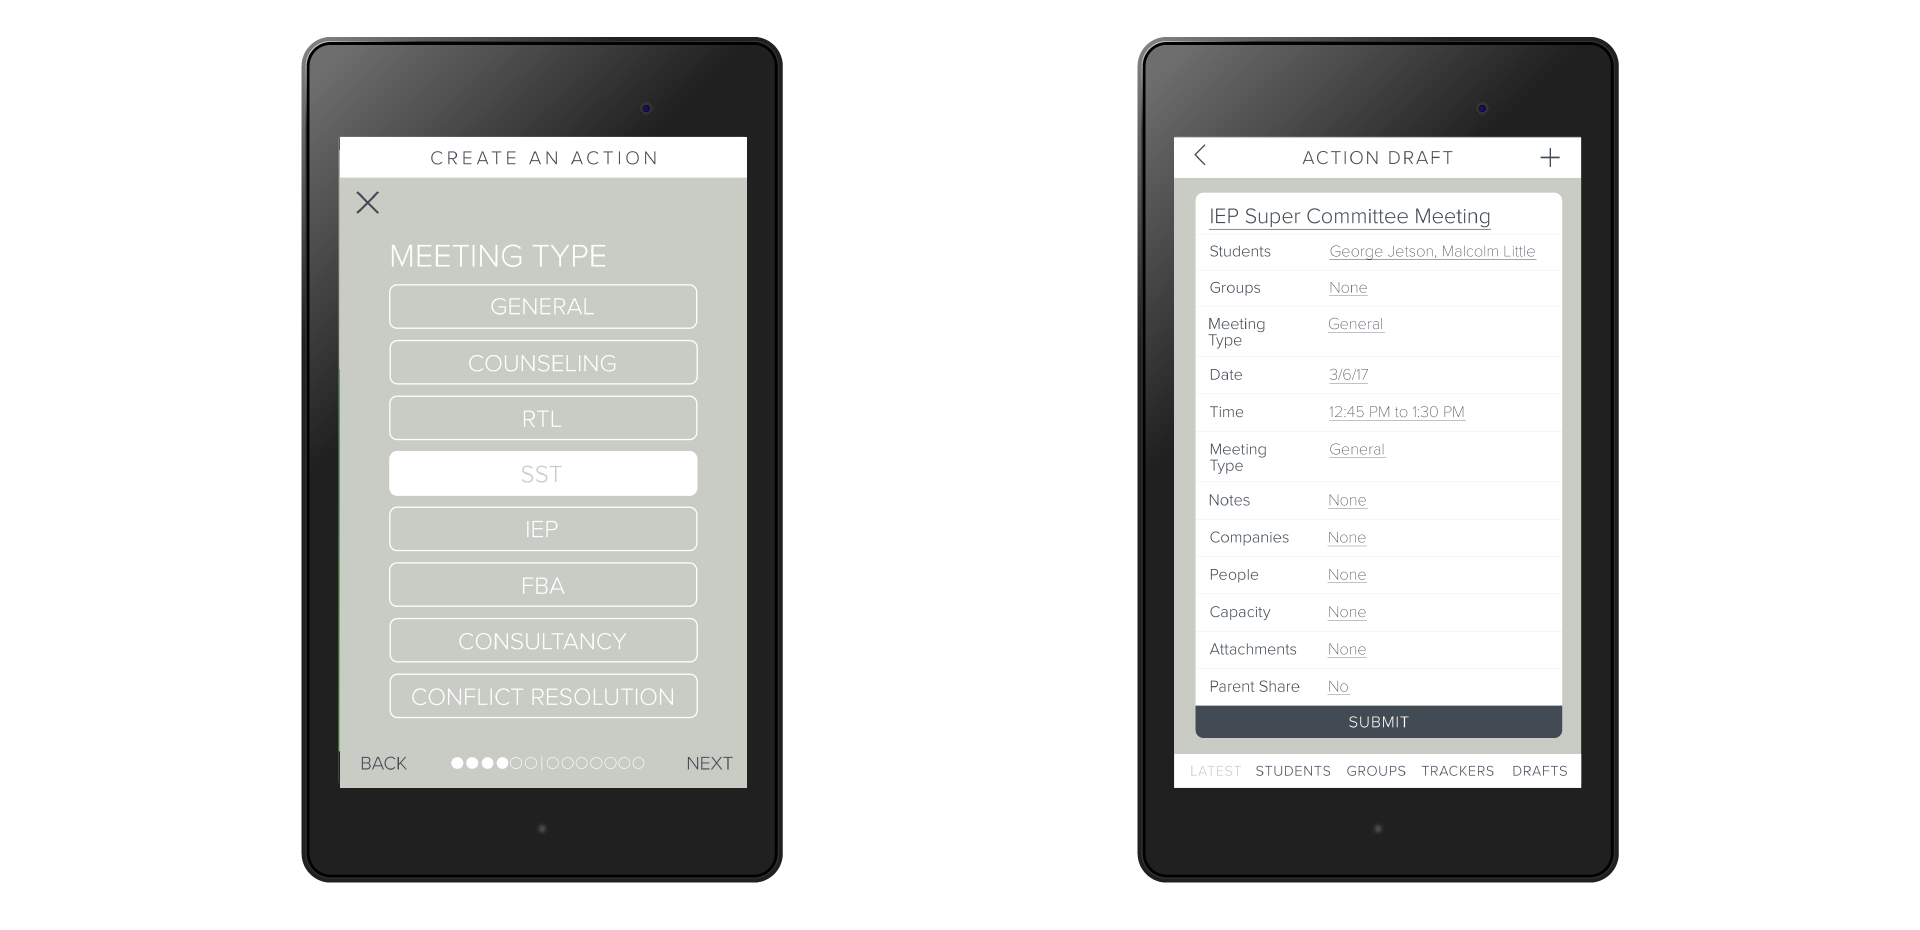 CREATE AN ACTION
MEETING TYPE
GENERAL
COUNSELING
RTL
SST
IEP
FBA
CONSULTANCY
CONFLICT RESOLUTION
BACK NEXT
ACTION DRAFT
IEP Super Committee Meeting
Students George Jetson, Malcolm Little
Groups None
Meeting General
Type
Date 3/6/17
Time 12:45 PM to 1:30 PM
Meeting General
Type
Notes None
Companies None
People None
Capacity None
Attachments None
Parent Share No
SUBMIT
LATEST STUDENTS GROUPS TRACKERS DRAFTS